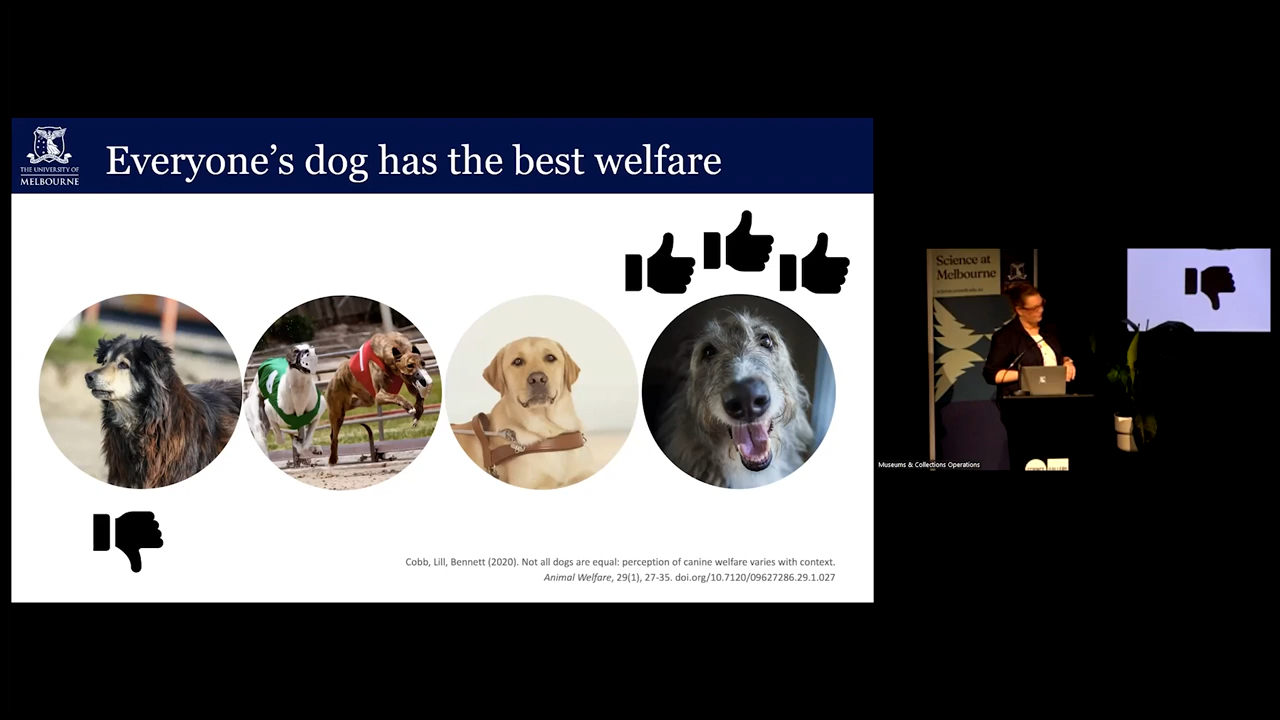 THE UNIVERSITY OF
MELBOURNE
Everyone's dog has the best welfare
Cobb, Lill, Bennett (2020). Not all dogs are equal: perception of canine welfare varies with context.
Animal Welfare, 29(1), 27-35. doi.org/10.7120/09627286.29.1.027
Science at
Melbourne
Museums & Collections Operations